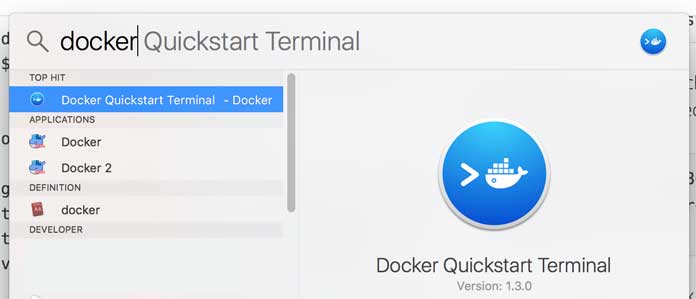 docker Quickstart Terminal
TOP HIT
Docker Quickstart Terminal - Docker
APPLICATIONS
Docker
Docker 2
DEFINITION
docker
DEVELOPER
Docker Quickstart Terminal
Version: 1.3.0